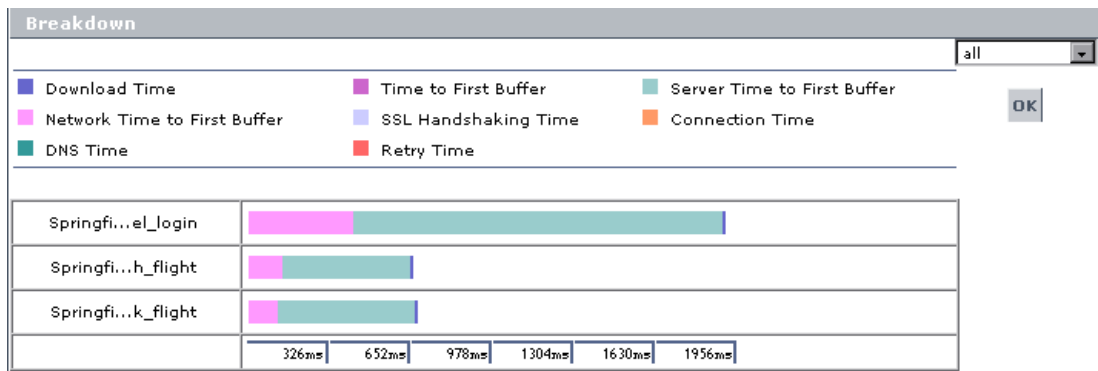 Breakdown
all
Download Time Time to First Buffer Server Time to First Buffer
OK
Network Time to First Buffer SSL Handshaking Time Connection Time
DNS Time Retry Time
Springfi...el_login
Springfi...h_flight
Springfi...k_flight
326ms 652ms 978ms 1304ms 1630ms 1956ms